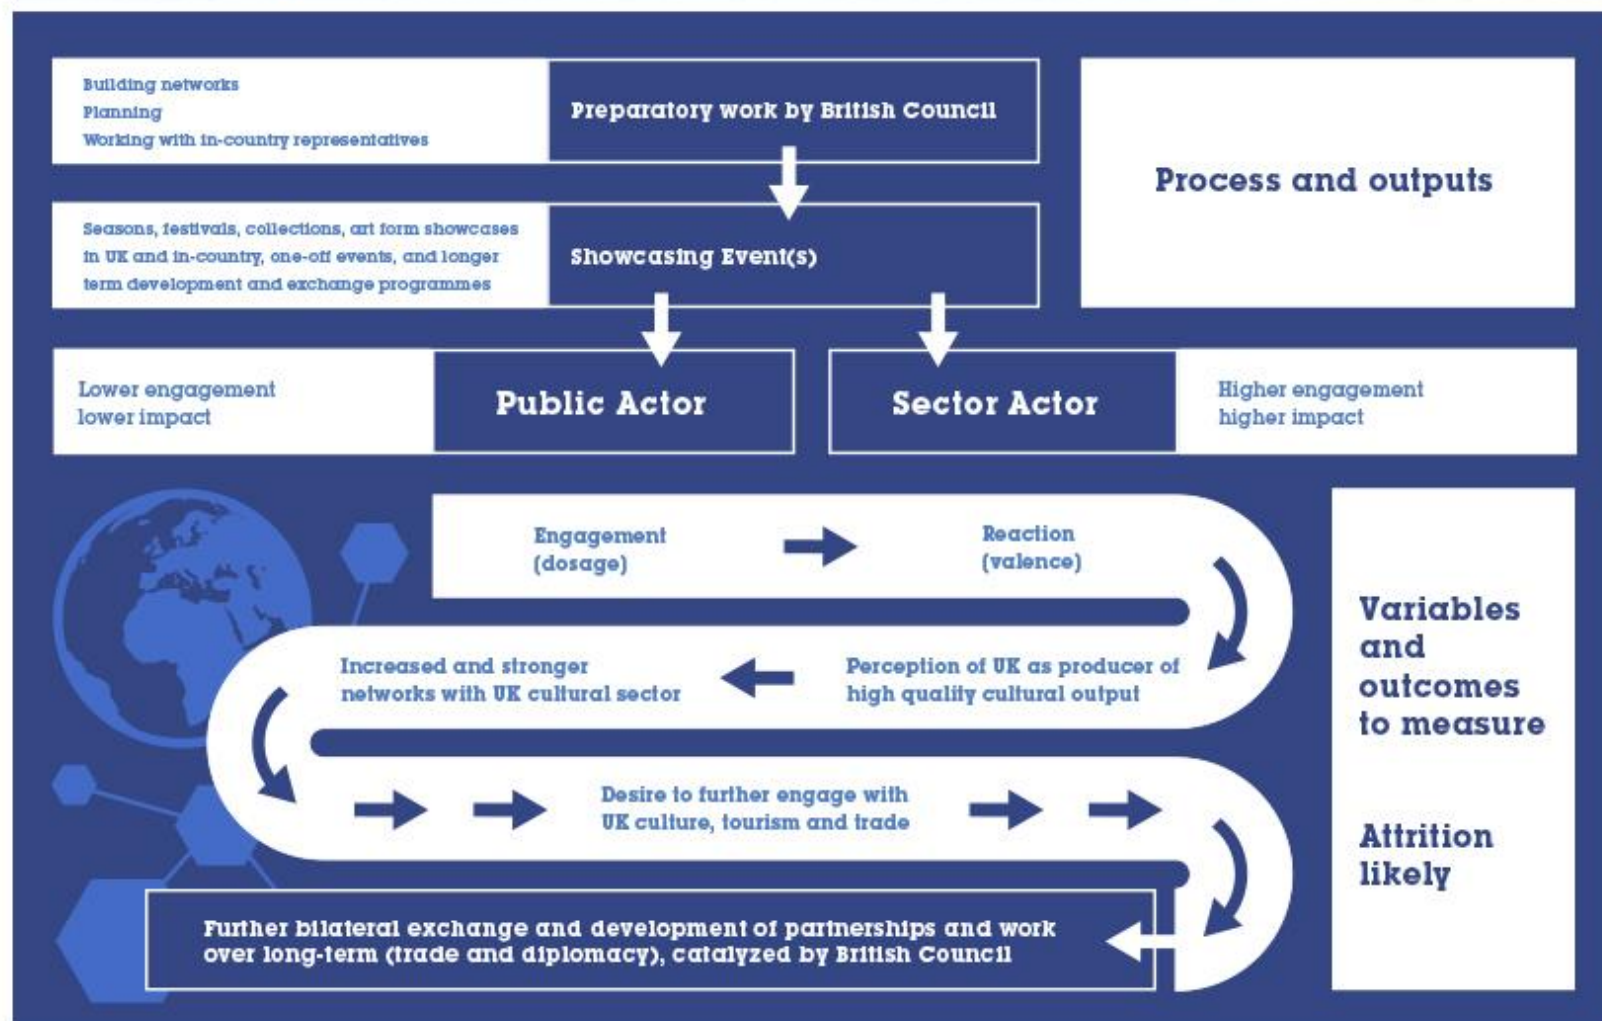 Building networks
Planning
Working with in-country representatives
Preparatory work by British Council
Process and outputs
Seasons, festivals, collections, art form showcases
in UK and in-country, one-off events, and longer
term development and exchange programmes
Showcasing Event(s)
Lower engagement
lower impact
Public Actor
Sector Actor
Higher engagement
higher impact
Engagement
(dosage)
Reaction
(valence)
Perception of UK as producer of
high quality cultural output
Increased and stronger
networks with UK cultural sector
Desire to further engage with
UK culture, tourism and trade
Further bilateral exchange and development of partnerships and work
over long-term (trade and diplomacy), catalyzed by British Council
Variables
and
outcomes
to measure
Attrition
likely